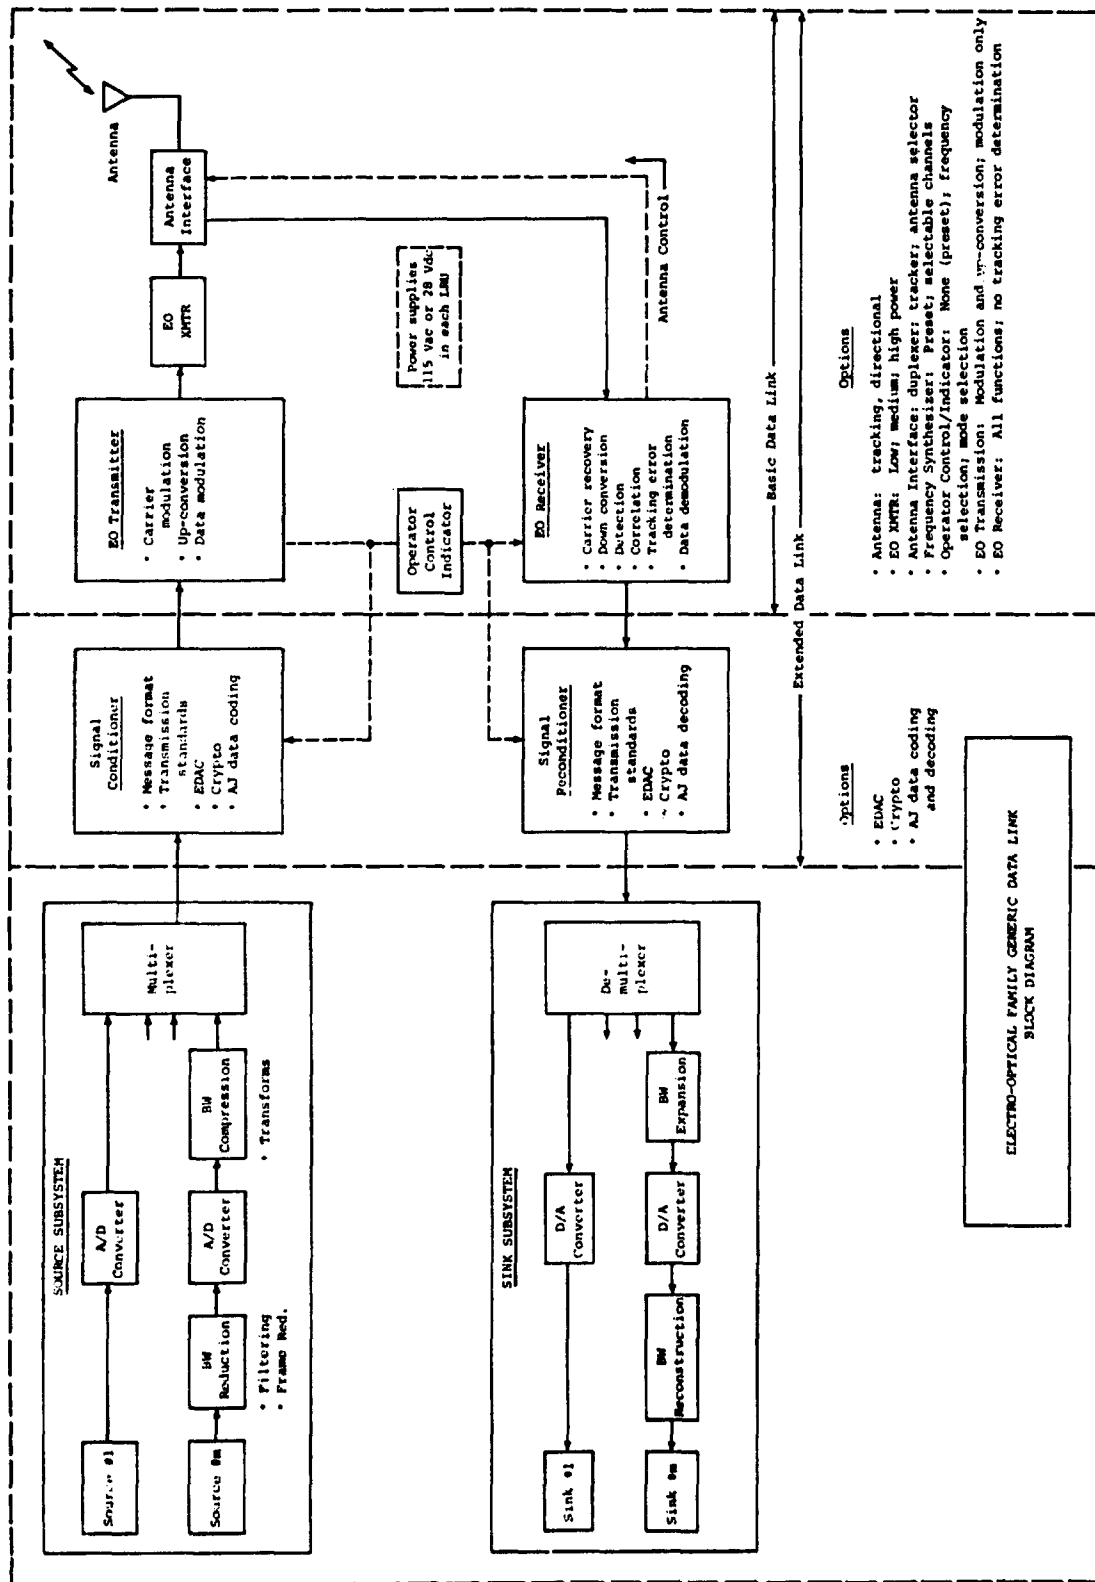 SOURCE SUBSYSTEM
Source #1
A/D
Converter
Source #m
BW
Reduction
• Filtering
• Frame Red.
A/D
Converter
BW
Compression
• Transforms
Multi-
plexer
Signal
Conditioner
• Message format
• Transmission
standards
• EDAC
• Crypto
• AJ data coding
EO Transmitter
• Carrier
modulation
• Up-conversion
• Data modulation
EO
XMTR
Antenna
Interface
Antenna
Operator
Control
Indicator
Power supplies
115 Vac or 28 Vdc
in each LRU
Antenna Control
SINK SUBSYSTEM
Sink #1
D/A
Converter
Sink #m
BW
Reconstruction
D/A
Converter
BW
Expansion
De-
multiplexer
Signal
Reconditioner
• Message format
• Transmission
standards
• EDAC
~ Crypto
• AJ data decoding
EO Receiver
• Carrier recovery
• Down conversion
• Detection
• Correlation
• Tracking error
determination
• Data demodulation
Basic Data Link
Extended Data Link
Options
• EDAC
• Crypto
• AJ data coding
and decoding
Options
• Antenna: tracking, directional
• EO XMTR: Low; medium; high power
• Antenna Interface: duplexer; tracker; antenna selector
• Frequency Synthesizer: Preset; selectable channels
• Operator Control/Indicator: None (preset); frequency
selection; mode selection
• EO Transmission: Modulation and up-conversion; modulation only
• EO Receiver: All functions; no tracking error determination
ELECTRO-OPTICAL FAMILY GENERIC DATA LINK
BLOCK DIAGRAM